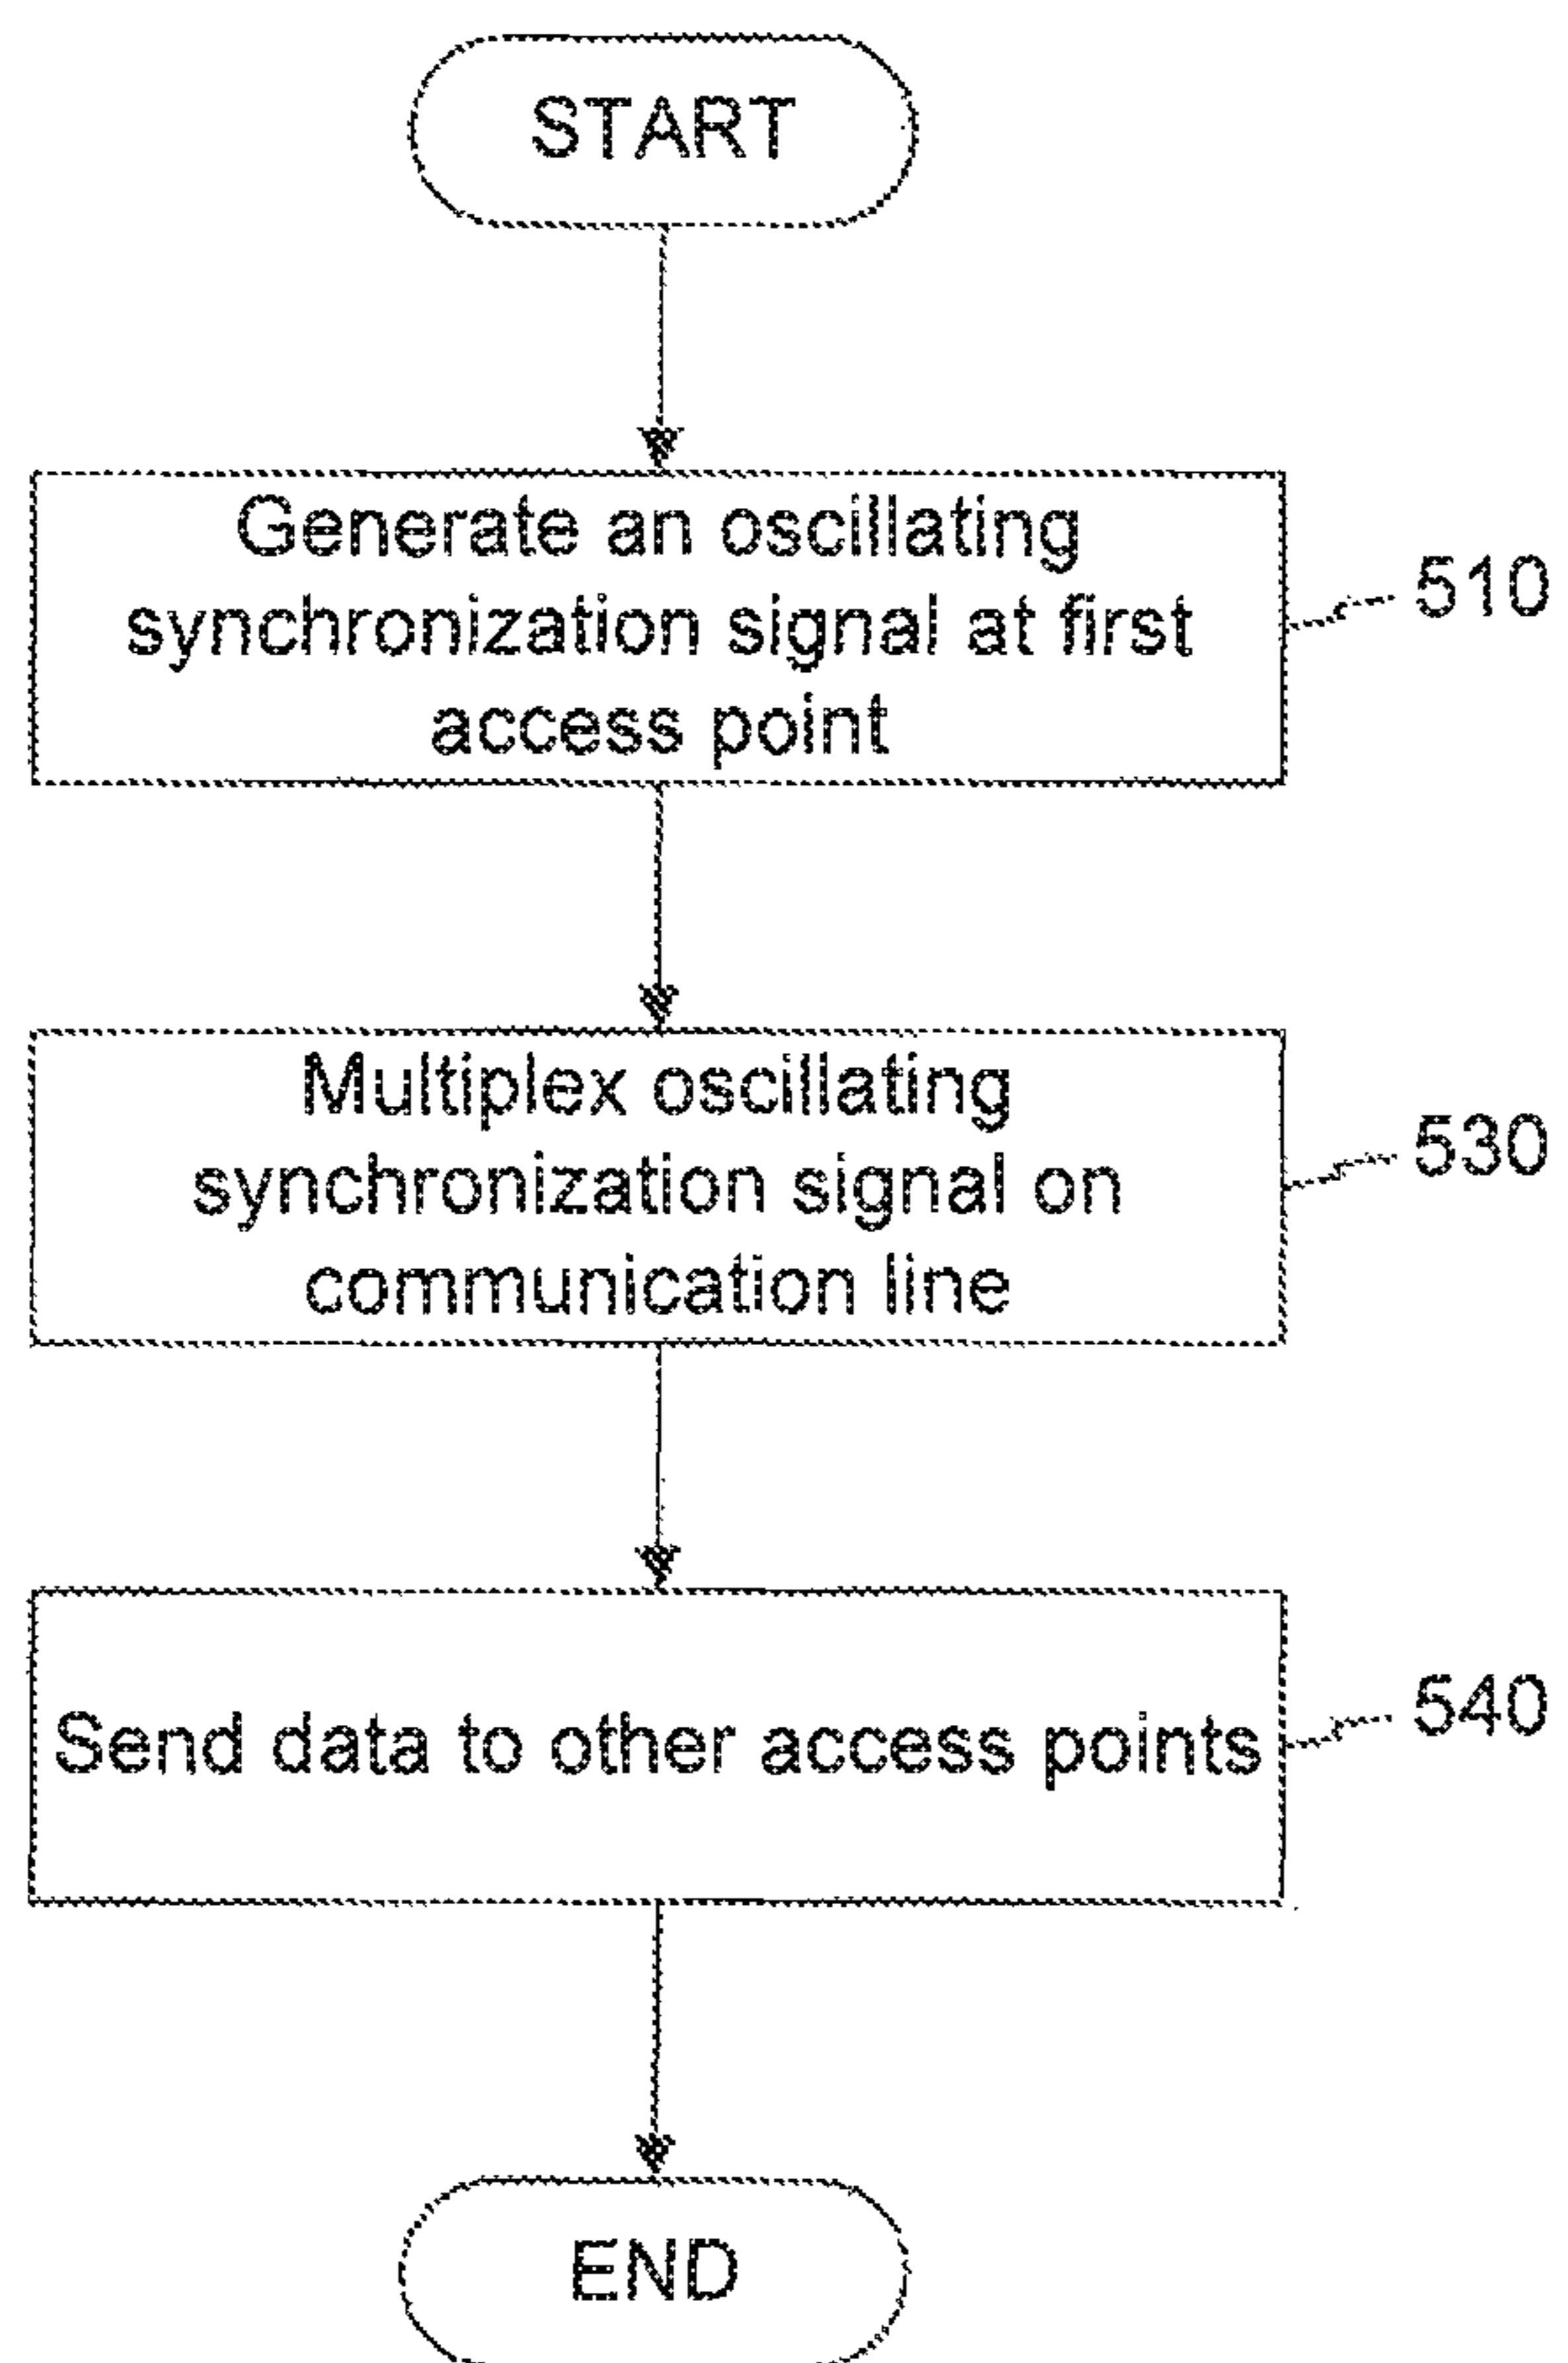 START
Generate an oscillating
synchronization signal at first
access point
510
Multiplex oscillating
synchronization signal on
communication line
530
Send data to other access points
540
END